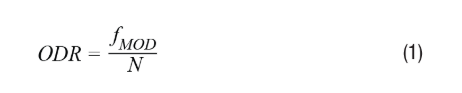 ODR = f_MOD / N (1)